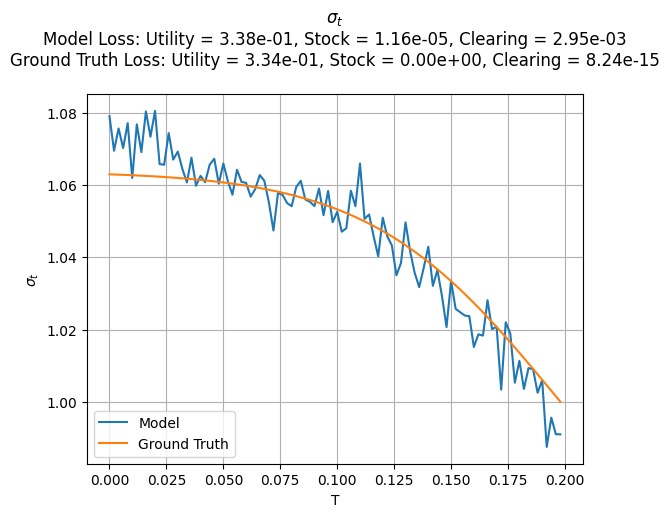 σ_t
Model Loss: Utility = 3.38e-01, Stock = 1.16e-05, Clearing = 2.95e-03
Ground Truth Loss: Utility = 3.34e-01, Stock = 0.00e+00, Clearing = 8.24e-15
1.08
1.06
1.04
1.02
1.00
σ_t
Model
Ground Truth
0.000 0.025 0.050 0.075 0.100 0.125 0.150 0.175 0.200
T